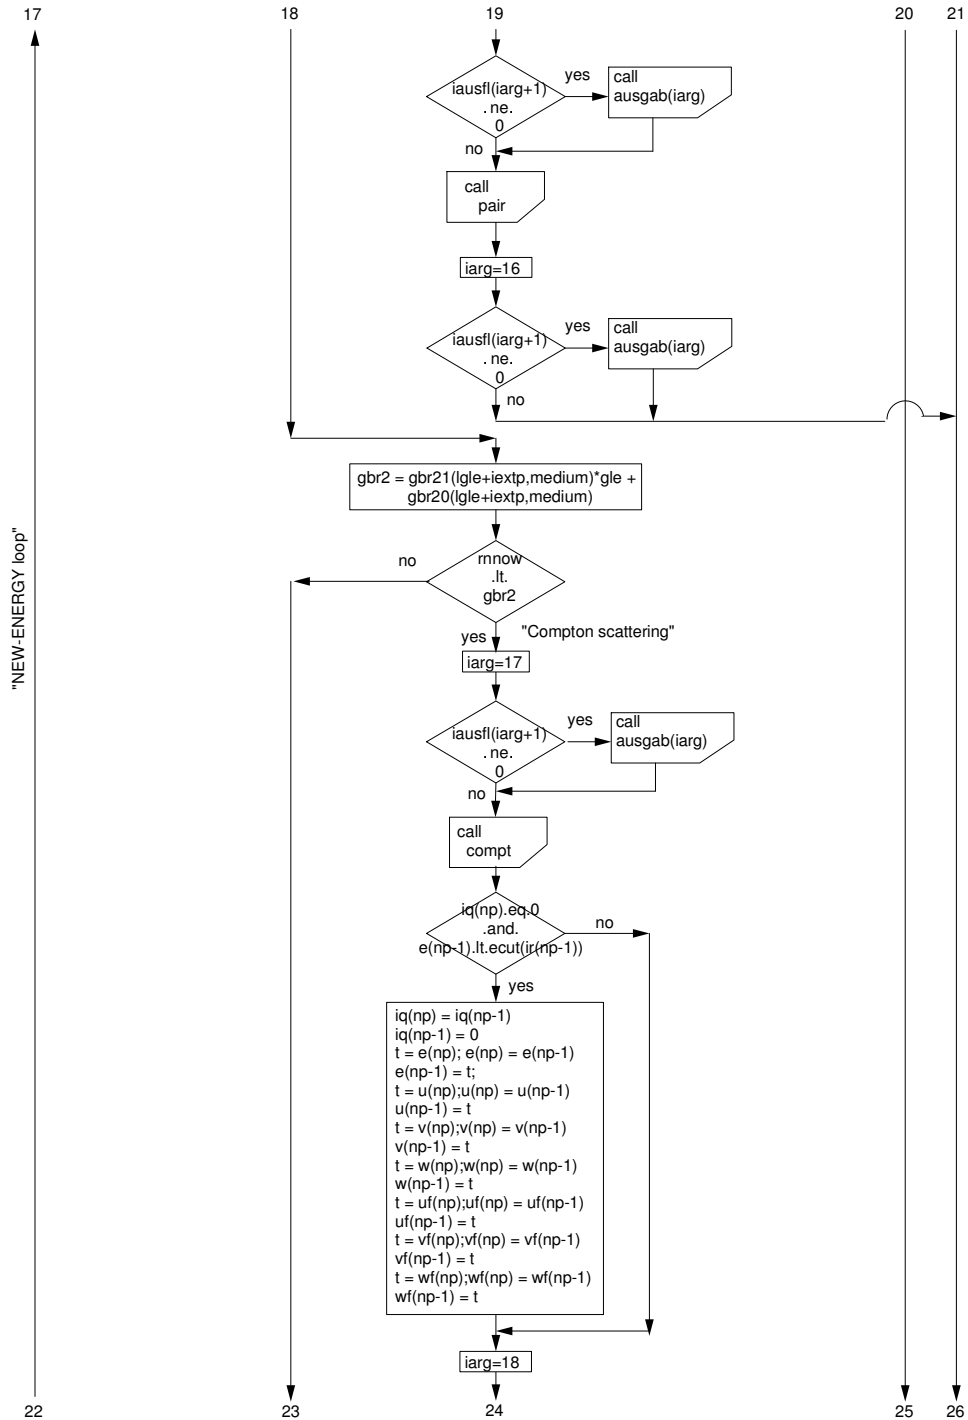 17
18
19
20
21
iausfl(iarg+1)
.ne.
0
yes
call
ausgab(iarg)
no
call
pair
iarg=16
iausfl(iarg+1)
.ne.
0
yes
call
ausgab(iarg)
no
gbr2 = gbr21(lgle+iextp,medium)*gle +
gbr20(lgle+iextp,medium)
"NEW-ENERGY loop"
no
rnnow
.lt.
gbr2
yes
"Compton scattering"
iarg=17
iausfl(iarg+1)
.ne.
0
yes
call
ausgab(iarg)
no
call
compt
iq(np).eq.0
.and.
e(np-1).lt.ecut(ir(np-1))
no
yes
iq(np) = iq(np-1)
iq(np-1) = 0
t = e(np); e(np) = e(np-1)
e(np-1) = t;
t = u(np);u(np) = u(np-1)
u(np-1) = t
t = v(np);v(np) = v(np-1)
v(np-1) = t
t = w(np);w(np) = w(np-1)
w(np-1) = t
t = uf(np);uf(np) = uf(np-1)
uf(np-1) = t
t = vf(np);vf(np) = vf(np-1)
vf(np-1) = t
t = wf(np);wf(np) = wf(np-1)
wf(np-1) = t
iarg=18
22
23
24
25
26